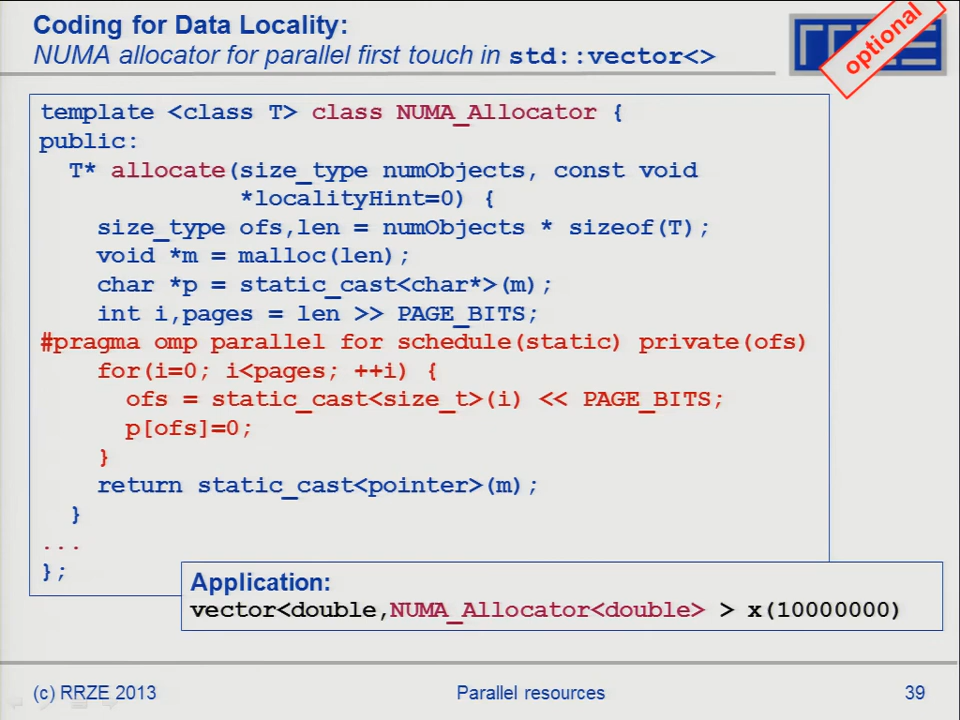 Coding for Data Locality:
NUMA allocator for parallel first touch in std::vector<>
optional
RRZE
template <class T> class NUMA_Allocator {
public:
  T* allocate(size_type numObjects, const void
              *localityHint=0) {
    size_type ofs,len = numObjects * sizeof(T);
    void *m = malloc(len);
    char *p = static_cast<char*>(m);
    int i,pages = len >> PAGE_BITS;
#pragma omp parallel for schedule(static) private(ofs)
    for(i=0; i<pages; ++i) {
      ofs = static_cast<size_t>(i) << PAGE_BITS;
      p[ofs]=0;
    }
    return static_cast<pointer>(m);
  }
...
};
Application:
vector<double,NUMA_Allocator<double> > x(10000000)
(c) RRZE 2013
Parallel resources
39